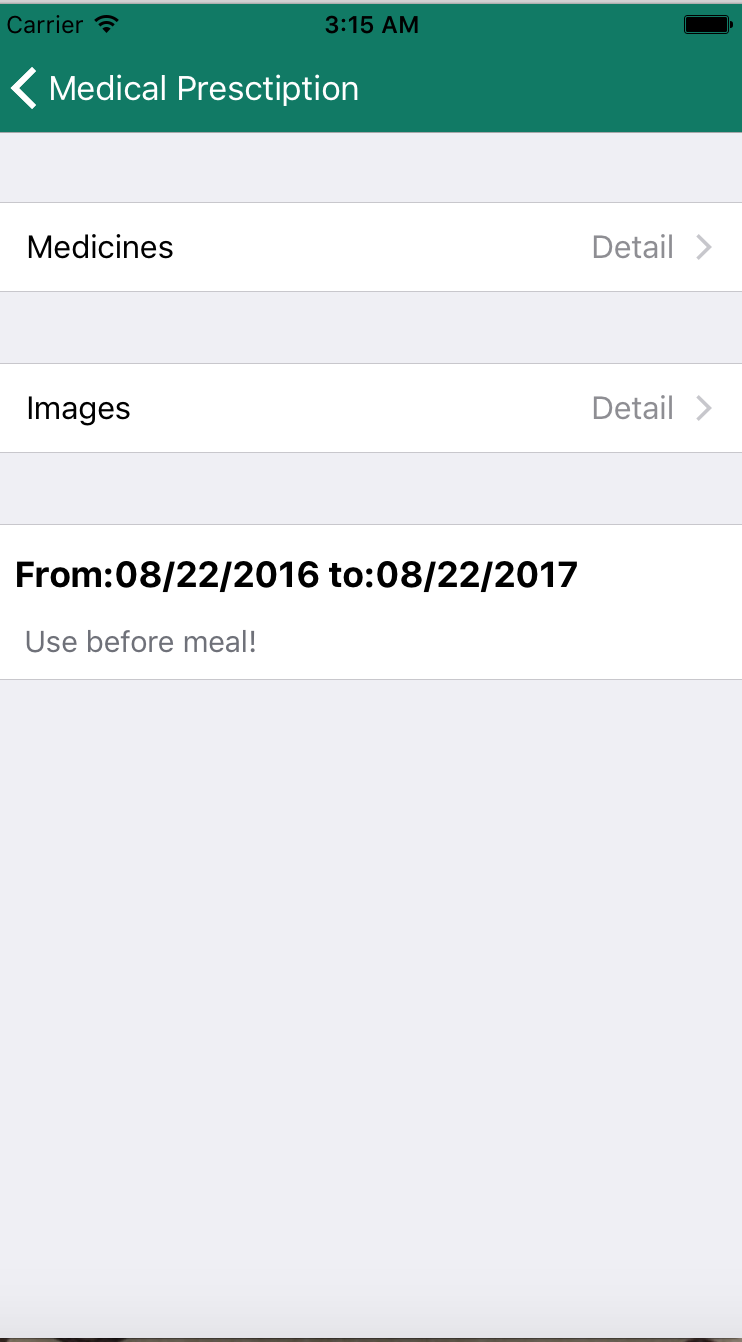 Carrier 3:15 AM
Medical Presctiption
Medicines Detail
Images Detail
From:08/22/2016 to:08/22/2017
Use before meal!